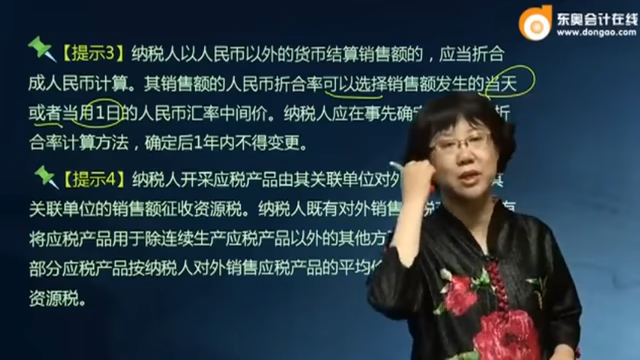 东奥会计在线
www.dongao.com
【提示3】纳税人以人民币以外的货币结算销售额的，应当折合
成人民币计算。其销售额的人民币折合率可以选择销售额发生的当天
或者当月1日的人民币汇率中间价。纳税人应在事先确定 折
合率计算方法，确定后1年内不得变更。
【提示4】纳税人开采应税产品由其关联单位对外 其
关联单位的销售额征收资源税。纳税人既有对外销售 有
将应税产品用于除连续生产应税产品以外的其他方
部分应税产品按纳税人对外销售应税产品的平均
资源税。